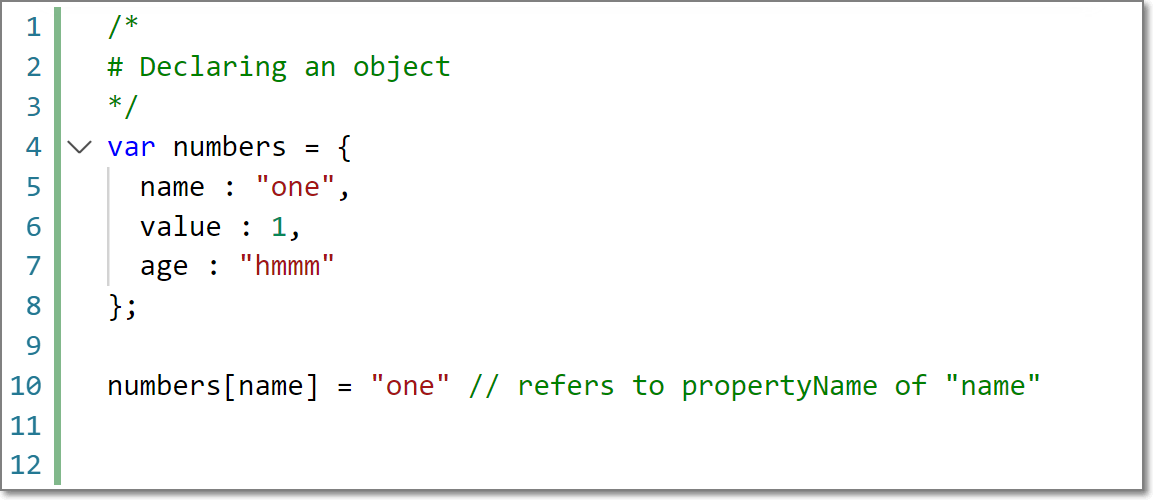 1 /*
2 # Declaring an object
3 */
4 var numbers = {
5 name : "one",
6 value : 1,
7 age : "hmmm"
8 };
9
10 numbers[name] = "one" // refers to propertyName of "name"
11
12